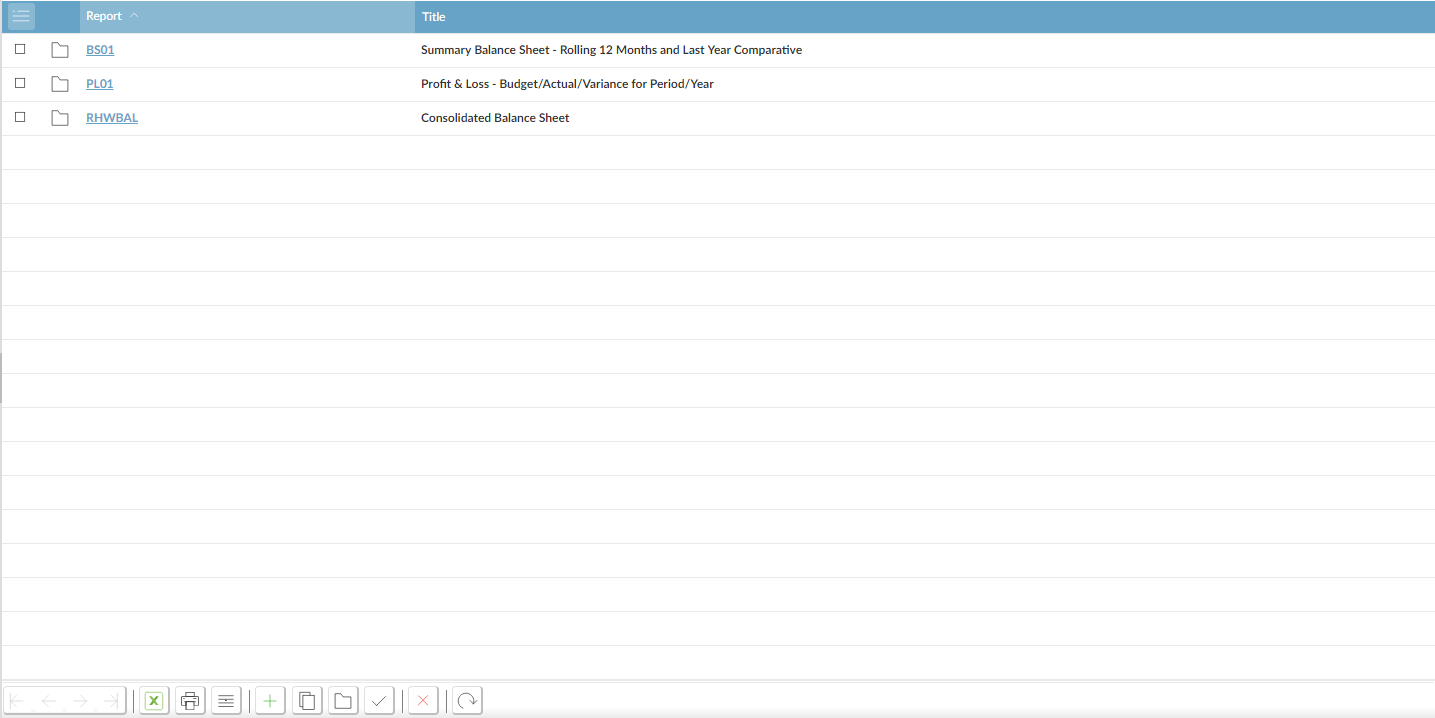 Report Title
BS01 Summary Balance Sheet - Rolling 12 Months and Last Year Comparative
PL01 Profit & Loss - Budget/Actual/Variance for Period/Year
RHWBAL Consolidated Balance Sheet